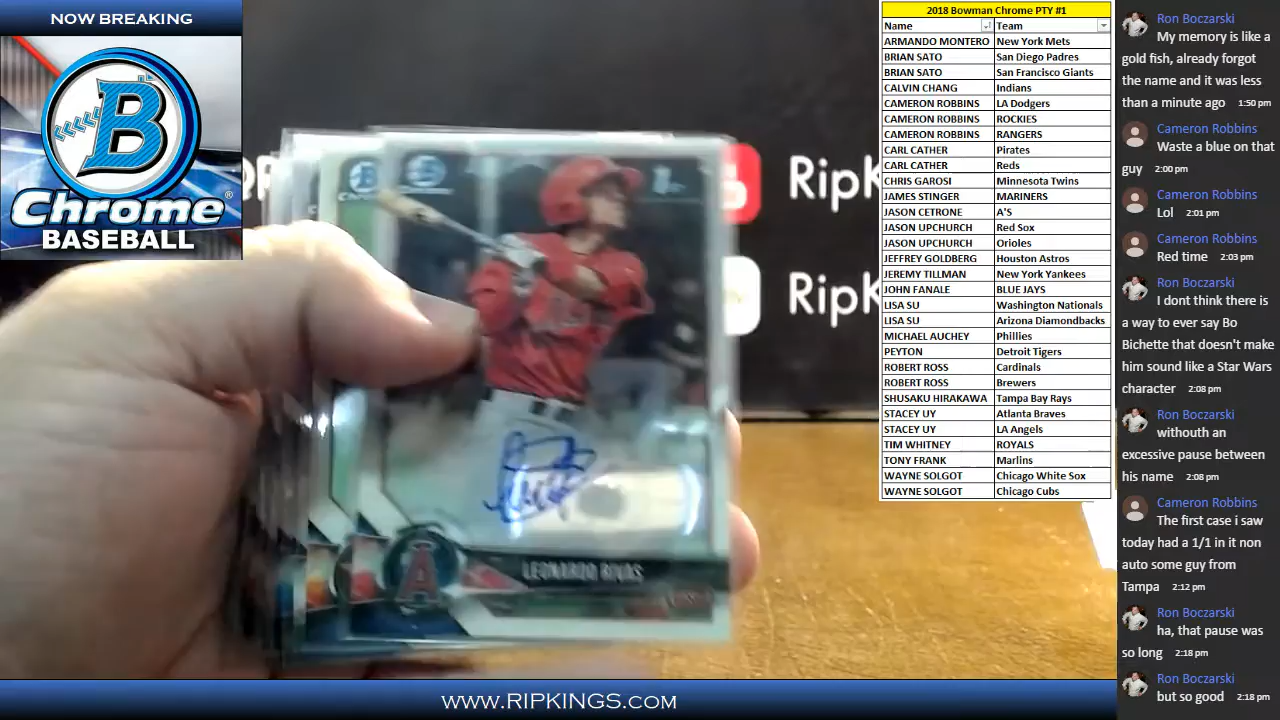 NOW BREAKING
B
Chrome®
BASEBALL
RipK
RipK
LEONARDO RIVAS
A
www.RIPKINGS.com
2018 Bowman Chrome PTY #1
Name Team
ARMANDO MONTERO New York Mets
BRIAN SATO San Diego Padres
BRIAN SATO San Francisco Giants
CALVIN CHANG Indians
CAMERON ROBBINS LA Dodgers
CAMERON ROBBINS ROCKIES
CAMERON ROBBINS RANGERS
CARL CATHER Pirates
CARL CATHER Reds
CHRIS GAROSI Minnesota Twins
JAMES STINGER MARINERS
JASON CETRONE A'S
JASON UPCHURCH Red Sox
JASON UPCHURCH Orioles
JEFFREY GOLDBERG Houston Astros
JEREMY TILLMAN New York Yankees
JOHN FANALE BLUE JAYS
LISA SU Washington Nationals
LISA SU Arizona Diamondbacks
MICHAEL AUCHEY Phillies
PEYTON Detroit Tigers
ROBERT ROSS Cardinals
ROBERT ROSS Brewers
SHUSAKU HIRAKAWA Tampa Bay Rays
STACEY UY Atlanta Braves
STACEY UY LA Angels
TIM WHITNEY ROYALS
TONY FRANK Marlins
WAYNE SOLGOT Chicago White Sox
WAYNE SOLGOT Chicago Cubs
Ron Boczarski
My memory is like a
gold fish, already forgot
the name and it was less
than a minute ago 1:50 pm
Cameron Robbins
Waste a blue on that
guy 2:00 pm
Cameron Robbins
Lol 2:01 pm
Cameron Robbins
Red time 2:03 pm
Ron Boczarski
I dont think there is
a way to ever say Bo
Bichette that doesn't make
him sound like a Star Wars
character 2:08 pm
Ron Boczarski
withouth an
excessive pause between
his name 2:08 pm
Cameron Robbins
The first case i saw
today had a 1/1 in it non
auto some guy from
Tampa 2:12 pm
Ron Boczarski
ha, that pause was
so long 2:18 pm
Ron Boczarski
but so good 2:18 pm